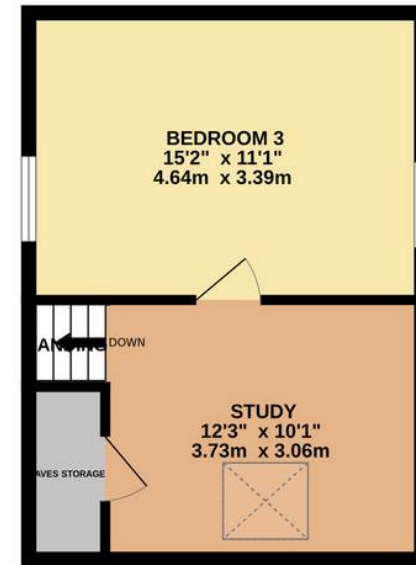 BEDROOM 3
15'2" x 11'1"
4.64m x 3.39m
DOWN
STUDY
12'3" x 10'1"
3.73m x 3.06m
STORAGE